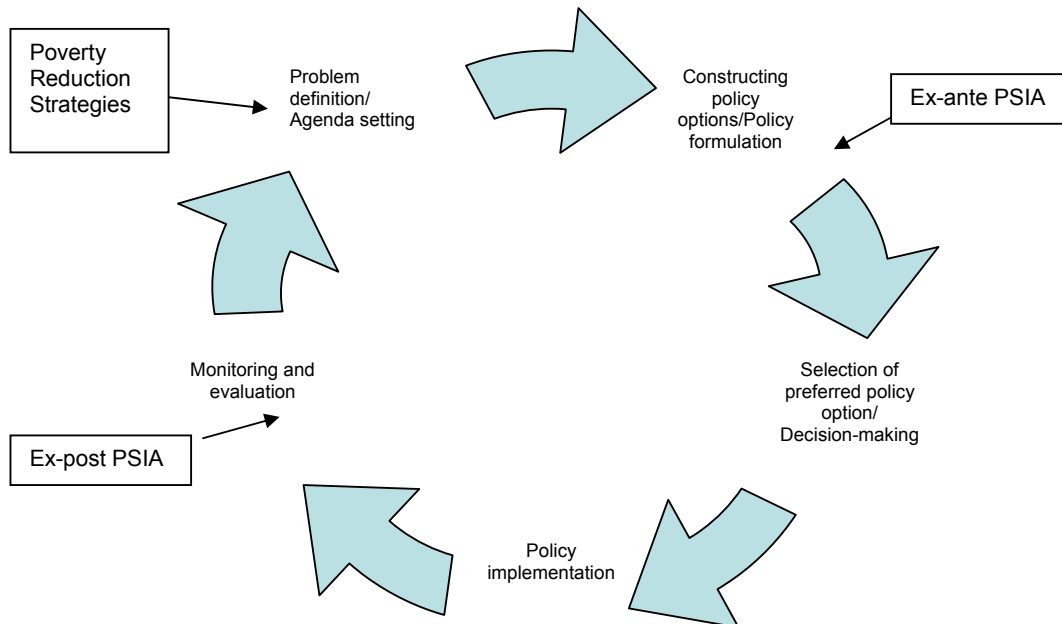 Poverty
Reduction
Strategies
Problem
definition/
Agenda setting
Constructing
policy
options/Policy
formulation
Ex-ante PSIA
Selection of
preferred policy
option/
Decision-making
Policy
implementation
Monitoring and
evaluation
Ex-post PSIA